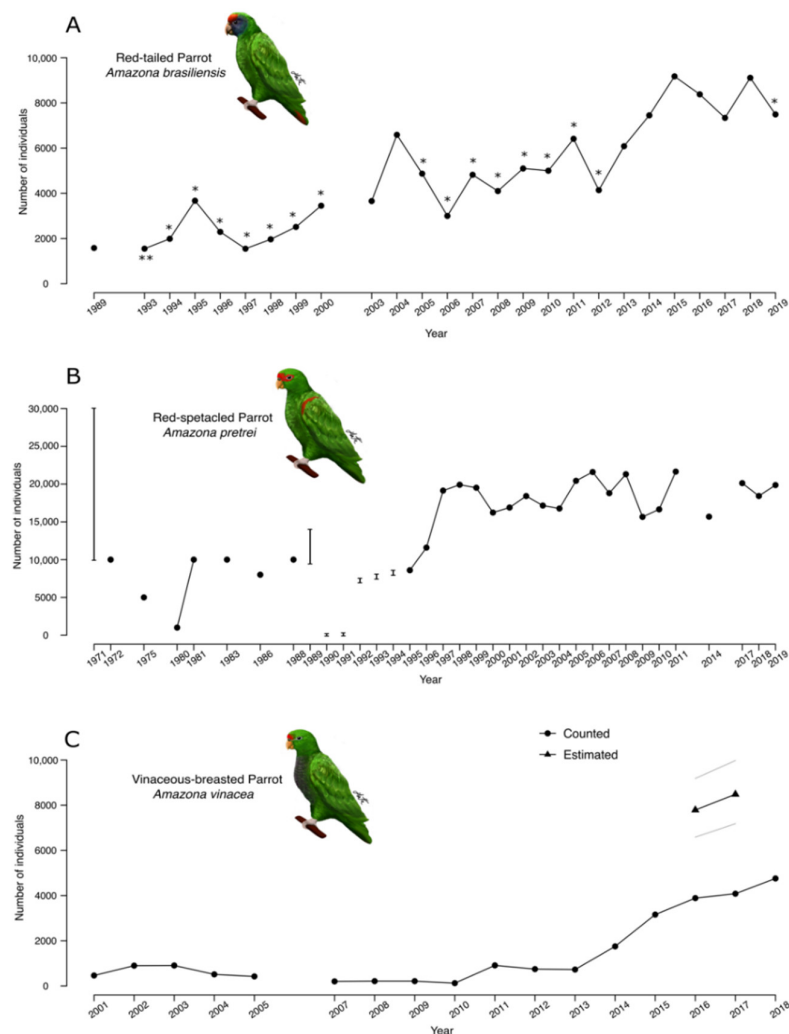 A
Red-tailed Parrot
Amazona brasiliensis
Number of individuals
10,000
8000
6000
4000
2000
0
* * * * * * * * * * * * * * * * * *
1989 1993 1994 1995 1996 1997 1998 1999 2000 2003 2004 2005 2006 2007 2008 2009 2010 2011 2012 2013 2014 2015 2016 2017 2018 2019
Year
B
Red-spetacled Parrot
Amazona pretrei
Number of individuals
30,000
25,000
20,000
15,000
10,000
5000
0
1971 1972 1975 1980 1981 1983 1986 1988 1989 1990 1991 1992 1993 1994 1995 1996 1997 1998 1999 2000 2001 2002 2003 2004 2005 2006 2007 2008 2009 2010 2011 2014 2017 2018 2019
Year
C
Vinaceous-breasted Parrot
Amazona vinacea
Counted
Estimated
Number of individuals
10,000
8000
6000
4000
2000
0
2001 2002 2003 2004 2005 2007 2008 2009 2010 2011 2012 2013 2014 2015 2016 2017 2018
Year